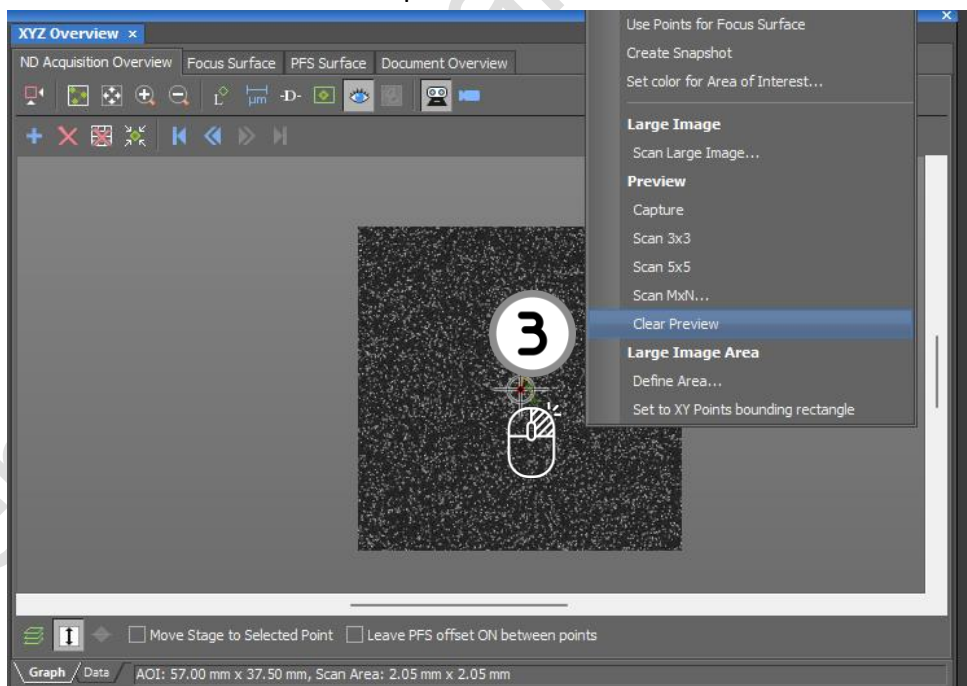 XYZ Overview ×
ND Acquisition Overview Focus Surface PFS Surface Document Overview
µm -D-
Use Points for Focus Surface
Create Snapshot
Set color for Area of Interest...
Large Image
Scan Large Image...
Preview
Capture
Scan 3x3
Scan 5x5
Scan MxN...
Clear Preview
Large Image Area
Define Area...
Set to XY Points bounding rectangle
3
Move Stage to Selected Point Leave PFS offset ON between points
Graph Data AOI: 57.00 mm x 37.50 mm, Scan Area: 2.05 mm x 2.05 mm